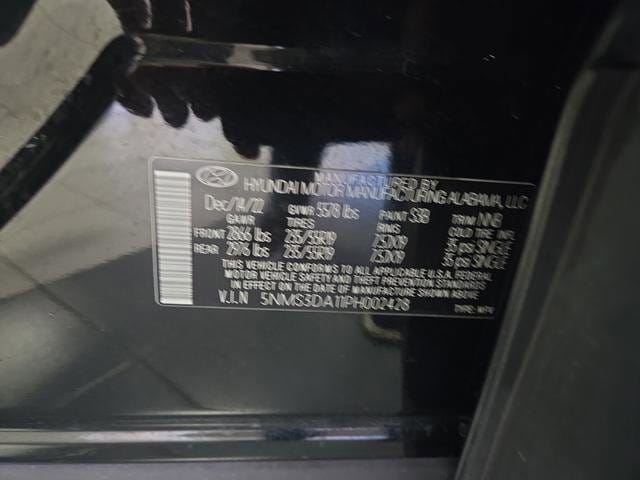 MANUFACTURED BY
HYUNDAI MOTOR MANUFACTURING ALABAMA, LLC
Dec/14/22 GVWR 5578 lbs PAINT S3B TRIM NNB
GAWR TIRES RIMS COLD TIRE INFL
FRONT 2866 lbs 235/55R19 7.5JX19 35 psi SINGLE
REAR 2976 lbs 235/55R19 7.5JX19 35 psi SINGLE
THIS VEHICLE CONFORMS TO ALL APPLICABLE U.S.A. FEDERAL
MOTOR VEHICLE SAFETY AND THEFT PREVENTION STANDARDS
IN EFFECT ON THE DATE OF MANUFACTURE SHOWN ABOVE.
V.I.N 5NMS3DA11PH002428 TYPE: MPV